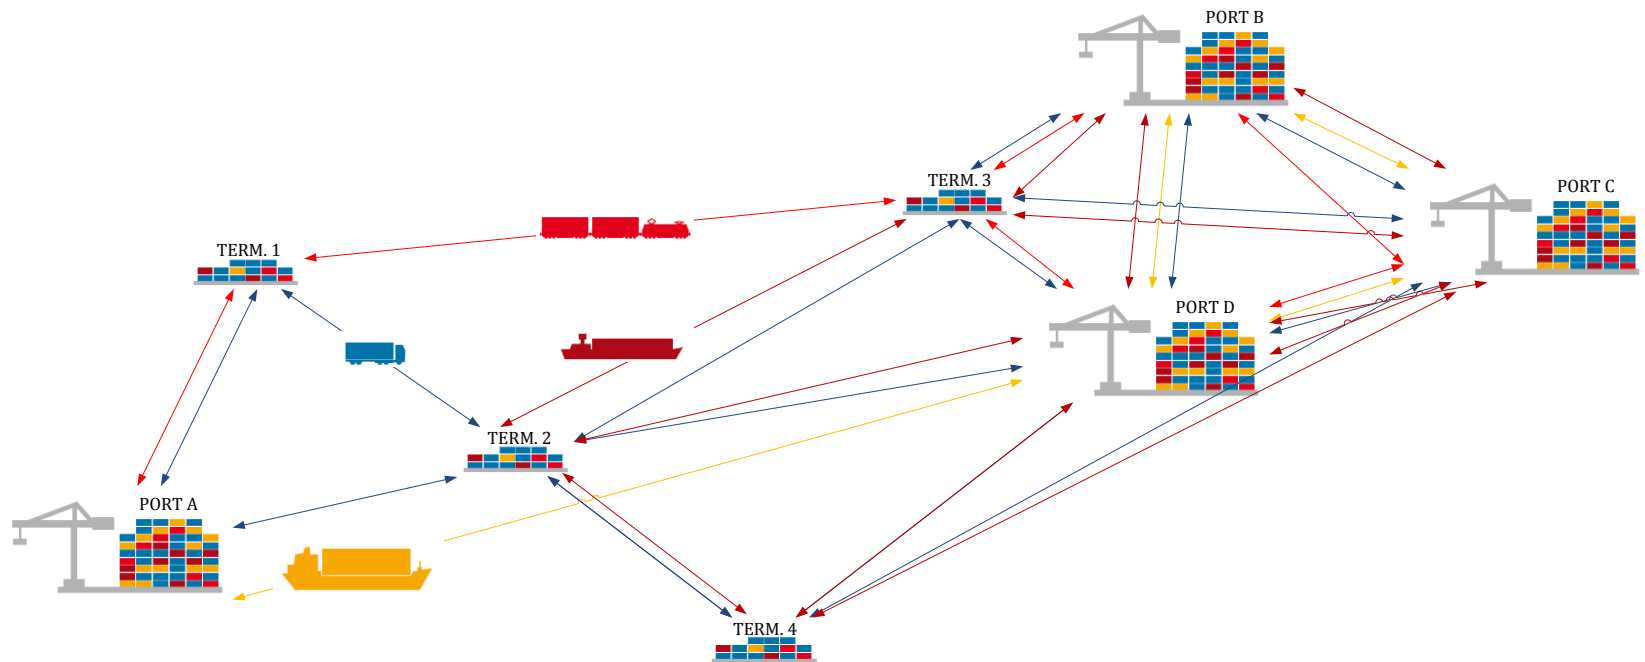 PORT B
TERM. 3
PORT C
TERM. 1
PORT D
TERM. 2
PORT A
TERM. 4